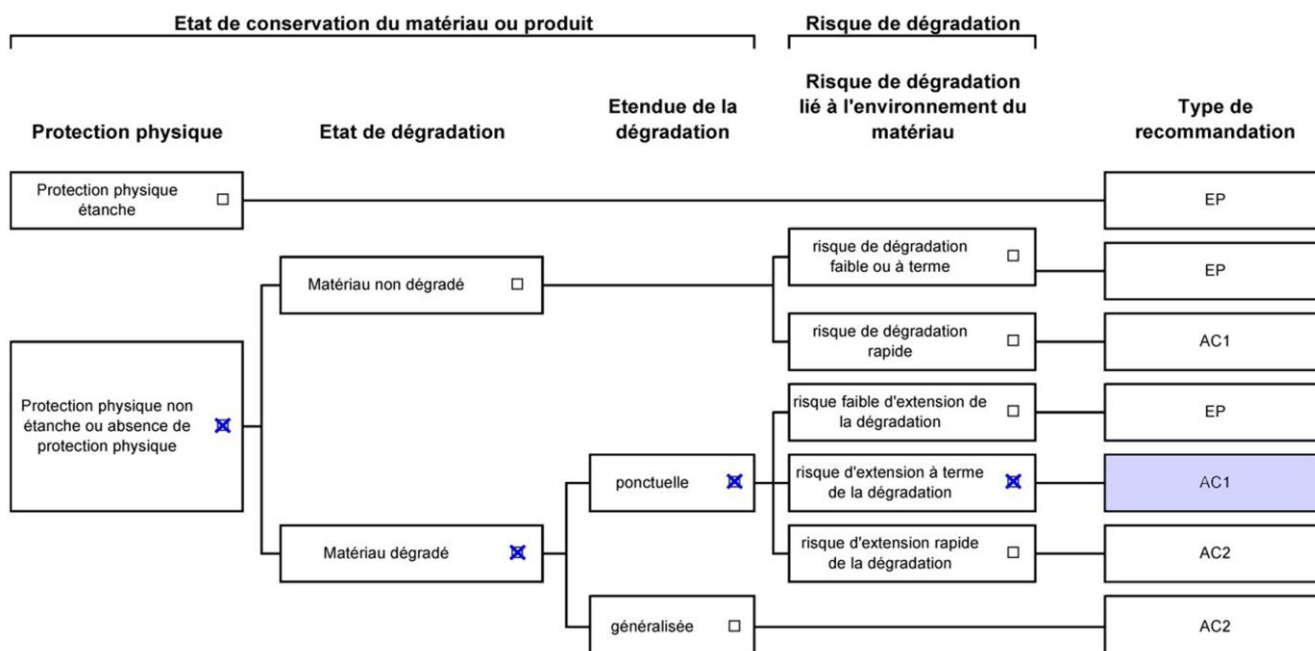 Etat de conservation du matériau ou produit
Risque de dégradation
Protection physique
Etat de dégradation
Etendue de la
dégradation
Risque de dégradation
lié à l'environnement du
matériau
Type de
recommandation
Protection physique
étanche
EP
Protection physique non
étanche ou absence de
protection physique
Matériau non dégradé
risque de dégradation
faible ou à terme
EP
risque de dégradation
rapide
AC1
Matériau dégradé
ponctuelle
risque faible d'extension de
la dégradation
EP
risque d'extension à terme
de la dégradation
AC1
risque d'extension rapide
de la dégradation
AC2
généralisée
AC2